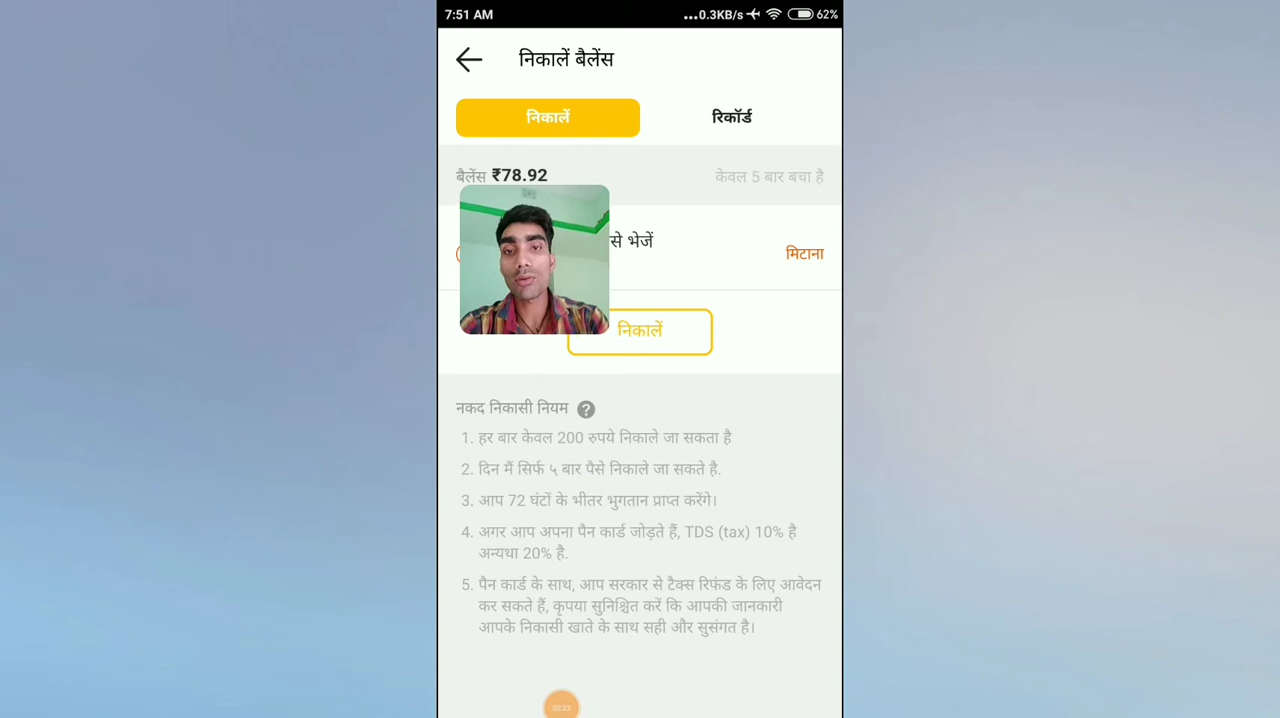 7:51 AM ...0.3KB/s 62%
निकालें बैलेंस
निकालें रिकॉर्ड
बैलेंस ₹78.92 केवल 5 बार बचा है
से भेजें
मिटाना
निकालें
नकद निकासी नियम ?
1. हर बार केवल 200 रुपये निकाले जा सकता है
2. दिन मैं सिर्फ ५ बार पैसे निकाले जा सकते है.
3. आप 72 घंटों के भीतर भुगतान प्राप्त करेंगे।
4. अगर आप अपना पैन कार्ड जोड़ते हैं, TDS (tax) 10% है
अन्यथा 20% है.
5. पैन कार्ड के साथ, आप सरकार से टैक्स रिफंड के लिए आवेदन
कर सकते हैं, कृपया सुनिश्चित करें कि आपकी जानकारी
आपके निकासी खाते के साथ सही और सुसंगत है।
02:23